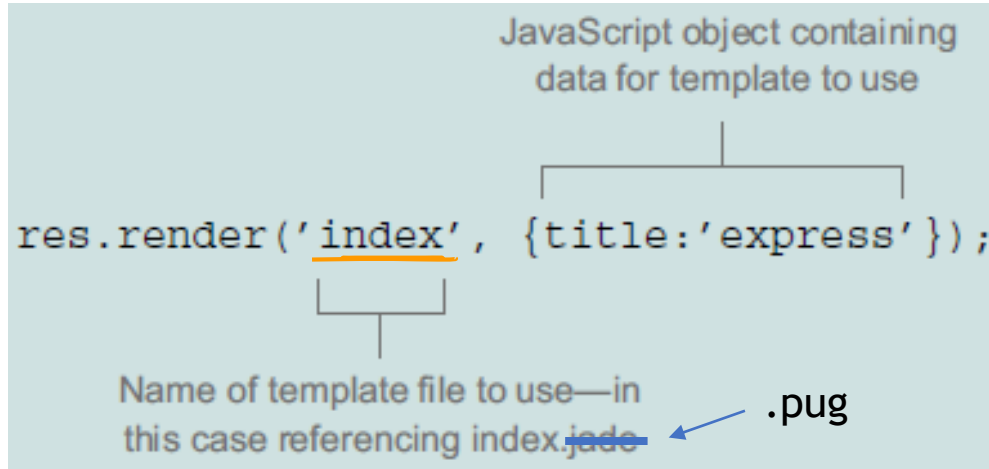 JavaScript object containing
data for template to use
res.render(’index’, {title:’express’});
Name of template file to use—in
this case referencing index.jade
.pug